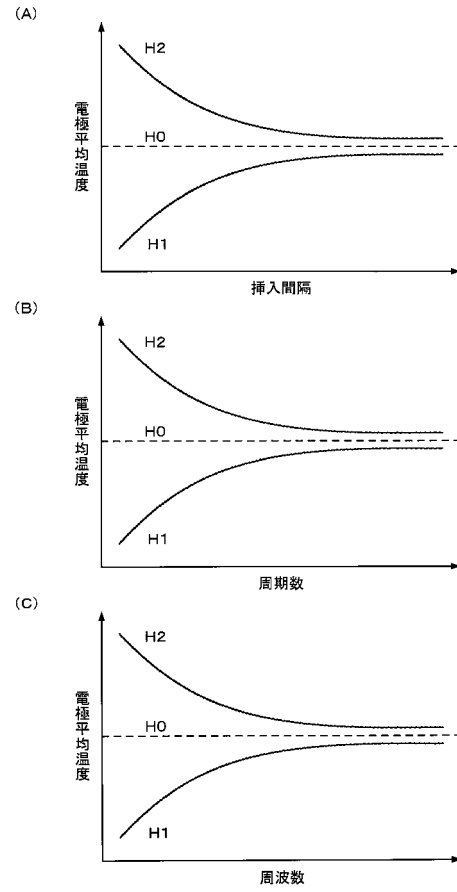 (A)
電極平均温度
H2
H0
H1
挿入間隔
(B)
電極平均温度
H2
H0
H1
周期数
(C)
電極平均温度
H2
H0
H1
周波数